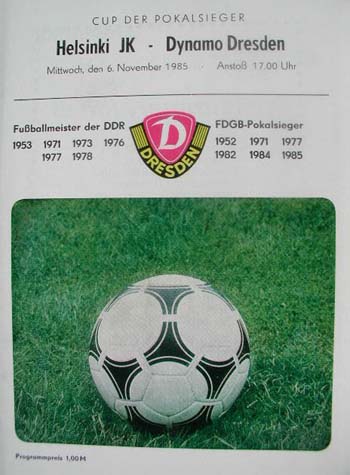 CUP DER POKALSIEGER
Helsinki JK - Dynamo Dresden
Mittwoch, den 6. November 1985 · Anstoß 17.00 Uhr
Fußballmeister der DDR
1953 1971 1973 1976
1977 1978
D
DRESDEN
FDGB-Pokalsieger
1952 1971 1977
1982 1984 1985
Programmpreis 1,00 M